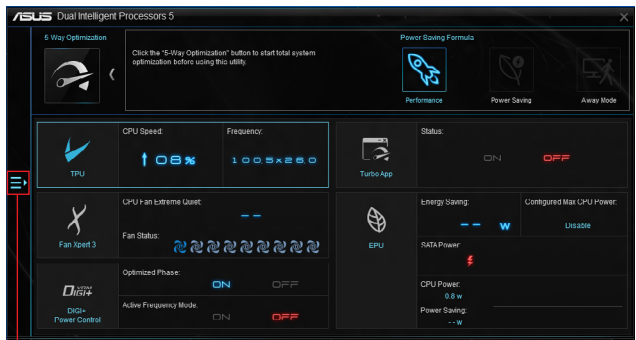 ASUS Dual Intelligent Processors 5
5 Way Optimization
Click the "5-Way Optimization" button to start total system
optimization before using this utility.
Power Saving Formula
Performance
Power Saving
Away Mode
TPU
CPU Speed:
08%
Frequency:
100.5x26.0
Turbo App
Status:
ON OFF
Fan Xpert 3
CPU Fan Extreme Quiet:
--
Fan Status:
EPU
Energy Saving:
-- w
Configured Max CPU Power:
Disable
SATA Power:
CPU Power:
0.8 w
Power Saving:
-- w
DIGI+
VRM
DIGI+
Power Control
Optimized Phase:
ON OFF
Active Frequency Mode:
ON OFF